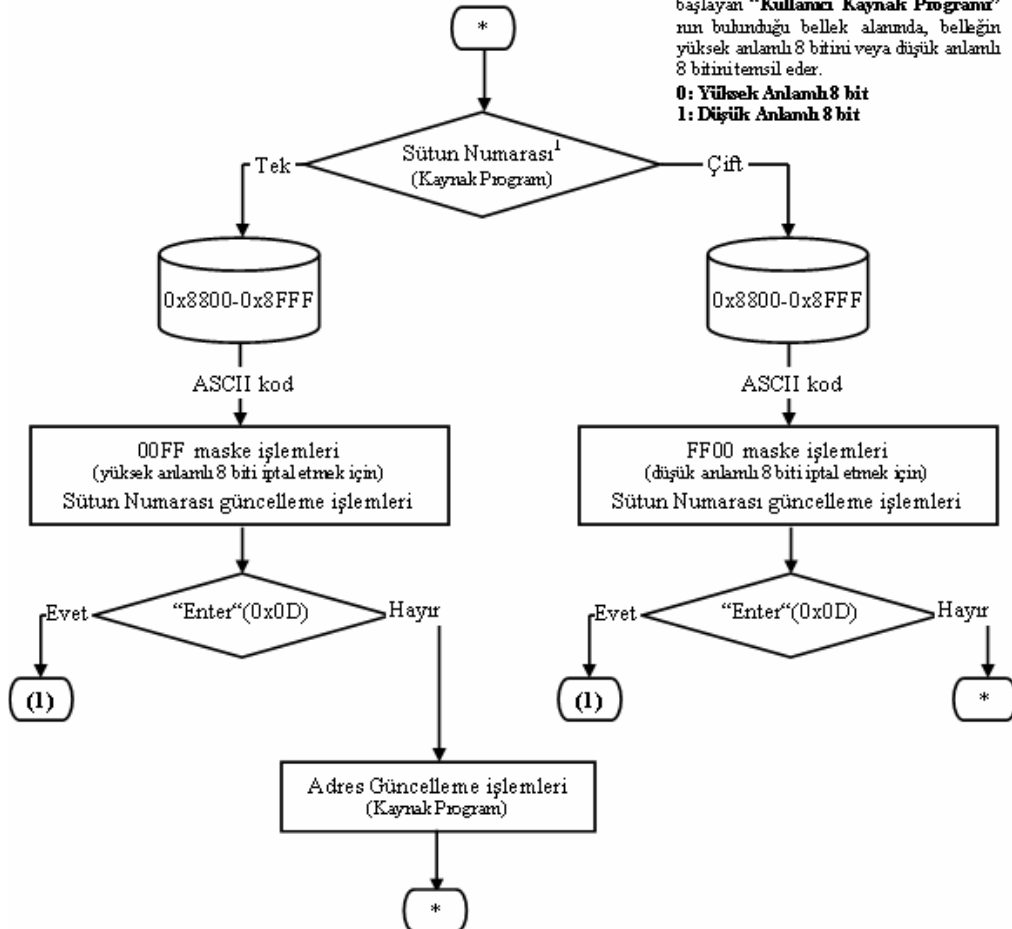 *
başlayan “Kullanıcı Kaynak Programı”
nın bulunduğu bellek alanında, belleğin
yüksek anlamlı 8 bitini veya düşük anlamlı
8 bitini temsil eder.
0: Yüksek Anlamlı 8 bit
1: Düşük Anlamlı 8 bit
Sütun Numarası1
(Kaynak Program)
Tek
Çift
0x8800-0x8FFF
0x8800-0x8FFF
ASCII kod
ASCII kod
00FF maske işlemleri
(yüksek anlamlı 8 biti iptal etmek için)
Sütun Numarası güncelleme işlemleri
FF00 maske işlemleri
(düşük anlamlı 8 biti iptal etmek için)
Sütun Numarası güncelleme işlemleri
Evet
“Enter“(0x0D)
Hayır
Evet
“Enter“(0x0D)
Hayır
(1)
(1)
*
Adres Güncelleme işlemleri
(Kaynak Program)
*